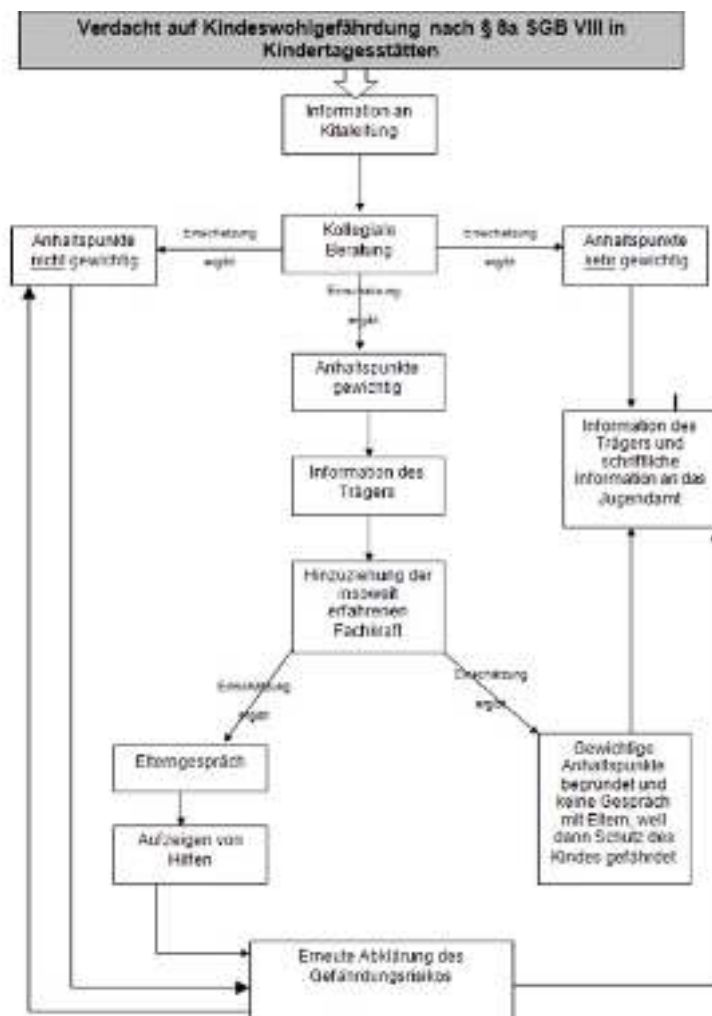 Verdacht auf Kindeswohlgefährdung nach § 8a SGB VIII in
Kindertagesstätten
Information an
Kitaleitung
Anhaltspunkte
nicht gewichtig
Einschätzung
ergibt
Kollegiale
Beratung
Einschätzung
ergibt
Anhaltspunkte
sehr gewichtig
Einschätzung
ergibt
Anhaltspunkte
gewichtig
Information des
Trägers
Information des
Trägers und
schriftliche
Information an das
Jugendamt
Hinzuziehung der
insoweit
erfahrenen
Fachkraft
Einschätzung
ergibt
Einschätzung
ergibt
Elterngespräch
Aufzeigen von
Hilfen
Gewichtige
Anhaltspunkte
begründet und
keine Gespräch
mit Eltern, weil
dann Schutz des
Kindes gefährdet
Erneute Abklärung des
Gefährdungsrisikos